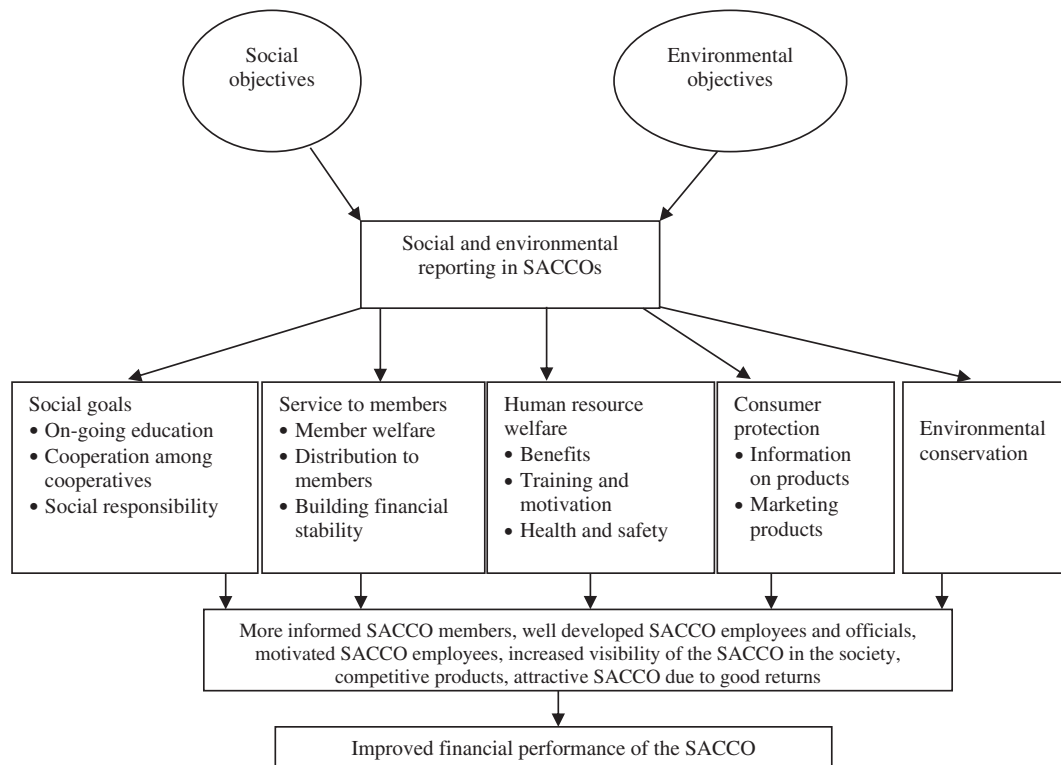 Social
objectives
Environmental
objectives
Social and environmental
reporting in SACCOs
Social goals
• On-going education
• Cooperation among
cooperatives
• Social responsibility
Service to members
• Member welfare
• Distribution to
members
• Building financial
stability
Human resource
welfare
• Benefits
• Training and
motivation
• Health and safety
Consumer
protection
• Information
on products
• Marketing
products
Environmental
conservation
More informed SACCO members, well developed SACCO employees and officials,
motivated SACCO employees, increased visibility of the SACCO in the society,
competitive products, attractive SACCO due to good returns
Improved financial performance of the SACCO